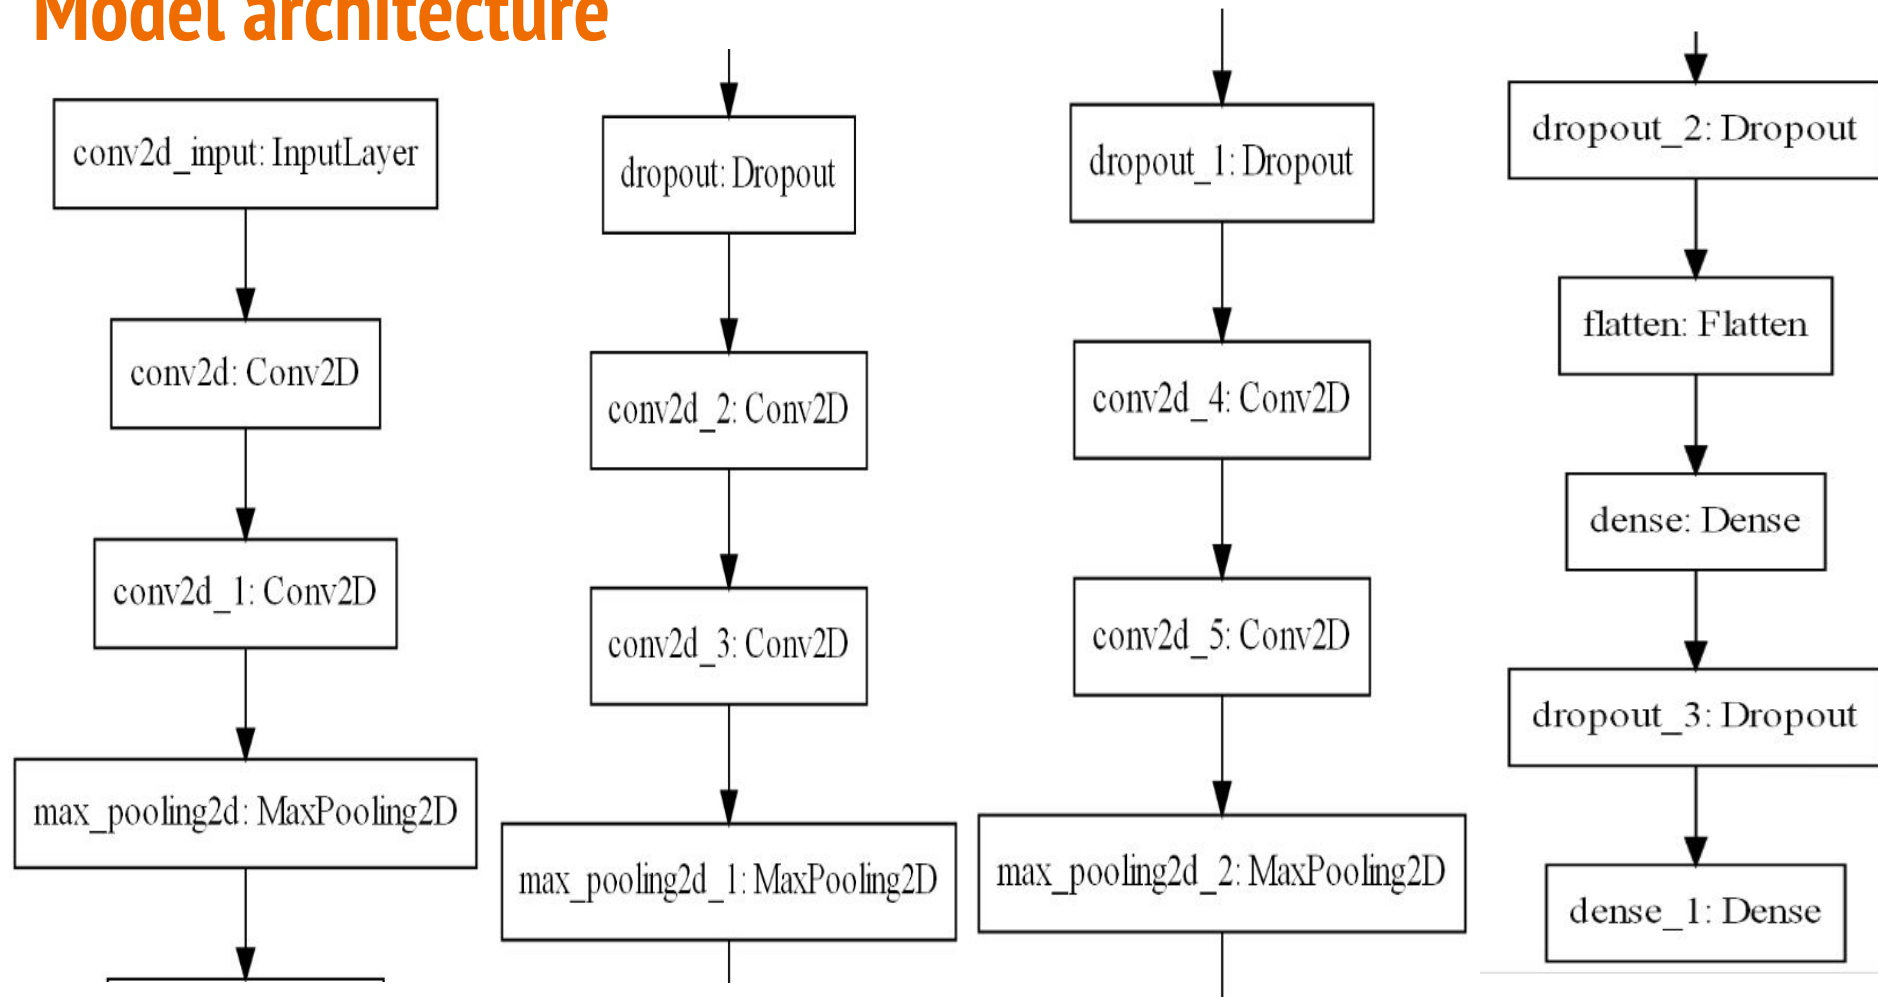 Model architecture
conv2d_input: InputLayer
conv2d: Conv2D
conv2d_1: Conv2D
max_pooling2d: MaxPooling2D
dropout: Dropout
conv2d_2: Conv2D
conv2d_3: Conv2D
max_pooling2d_1: MaxPooling2D
dropout_1: Dropout
conv2d_4: Conv2D
conv2d_5: Conv2D
max_pooling2d_2: MaxPooling2D
dropout_2: Dropout
flatten: Flatten
dense: Dense
dropout_3: Dropout
dense_1: Dense